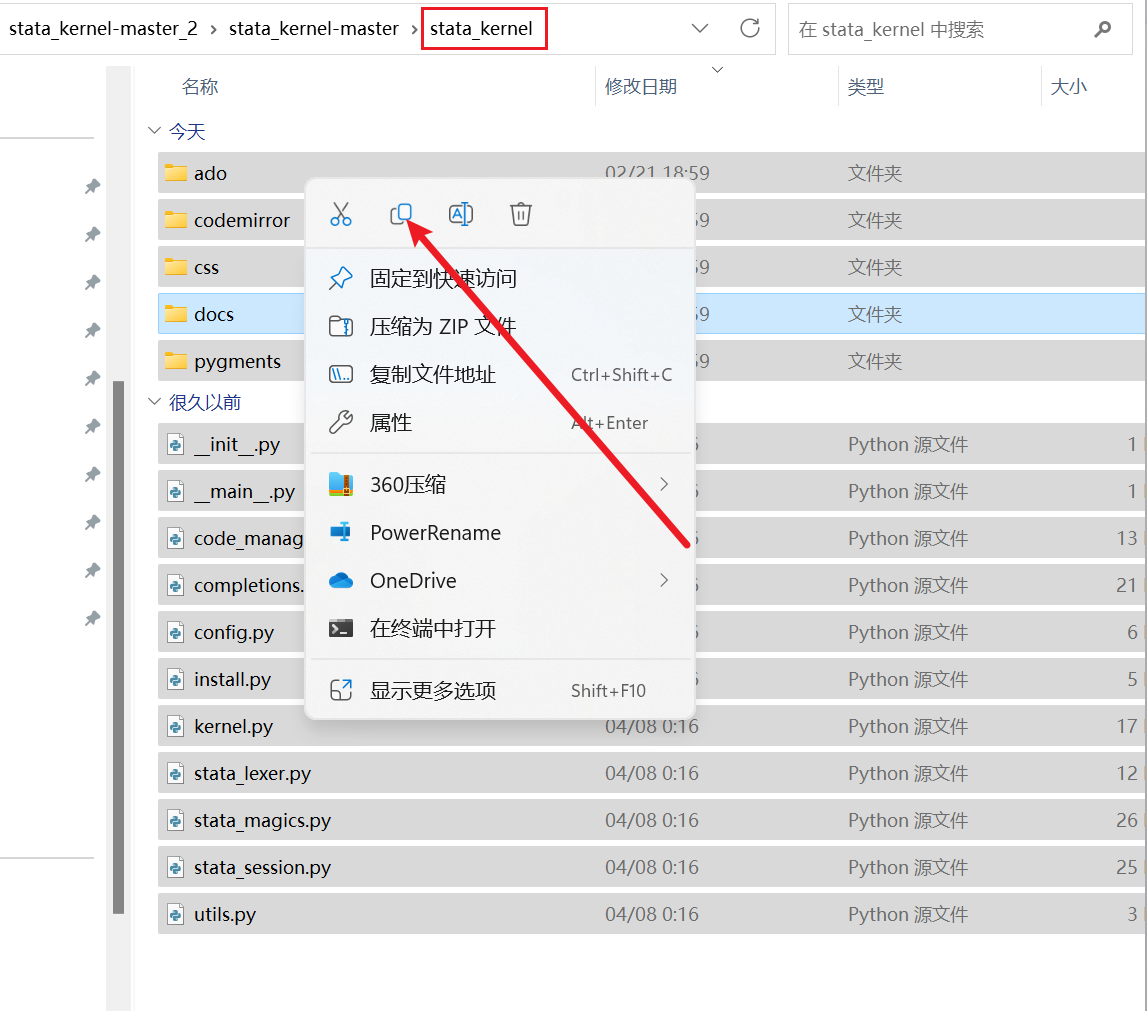 stata_kernel-master_2 › stata_kernel-master › stata_kernel
在 stata_kernel 中搜索
名称 修改日期 类型 大小
今天
ado 02/21 18:59 文件夹
codemirror 文件夹
css 文件夹
docs 文件夹
pygments 文件夹
很久以前
__init__.py Python 源文件 1
__main__.py Python 源文件 1
code_manag Python 源文件 13
completions. Python 源文件 21
config.py Python 源文件 6
install.py Python 源文件 5
kernel.py 04/08 0:16 Python 源文件 17
stata_lexer.py 04/08 0:16 Python 源文件 12
stata_magics.py 04/08 0:16 Python 源文件 26
stata_session.py 04/08 0:16 Python 源文件 25
utils.py 04/08 0:16 Python 源文件 3
固定到快速访问
压缩为 ZIP 文件
复制文件地址 Ctrl+Shift+C
属性 Alt+Enter
360压缩
PowerRename
OneDrive
在终端中打开
显示更多选项 Shift+F10